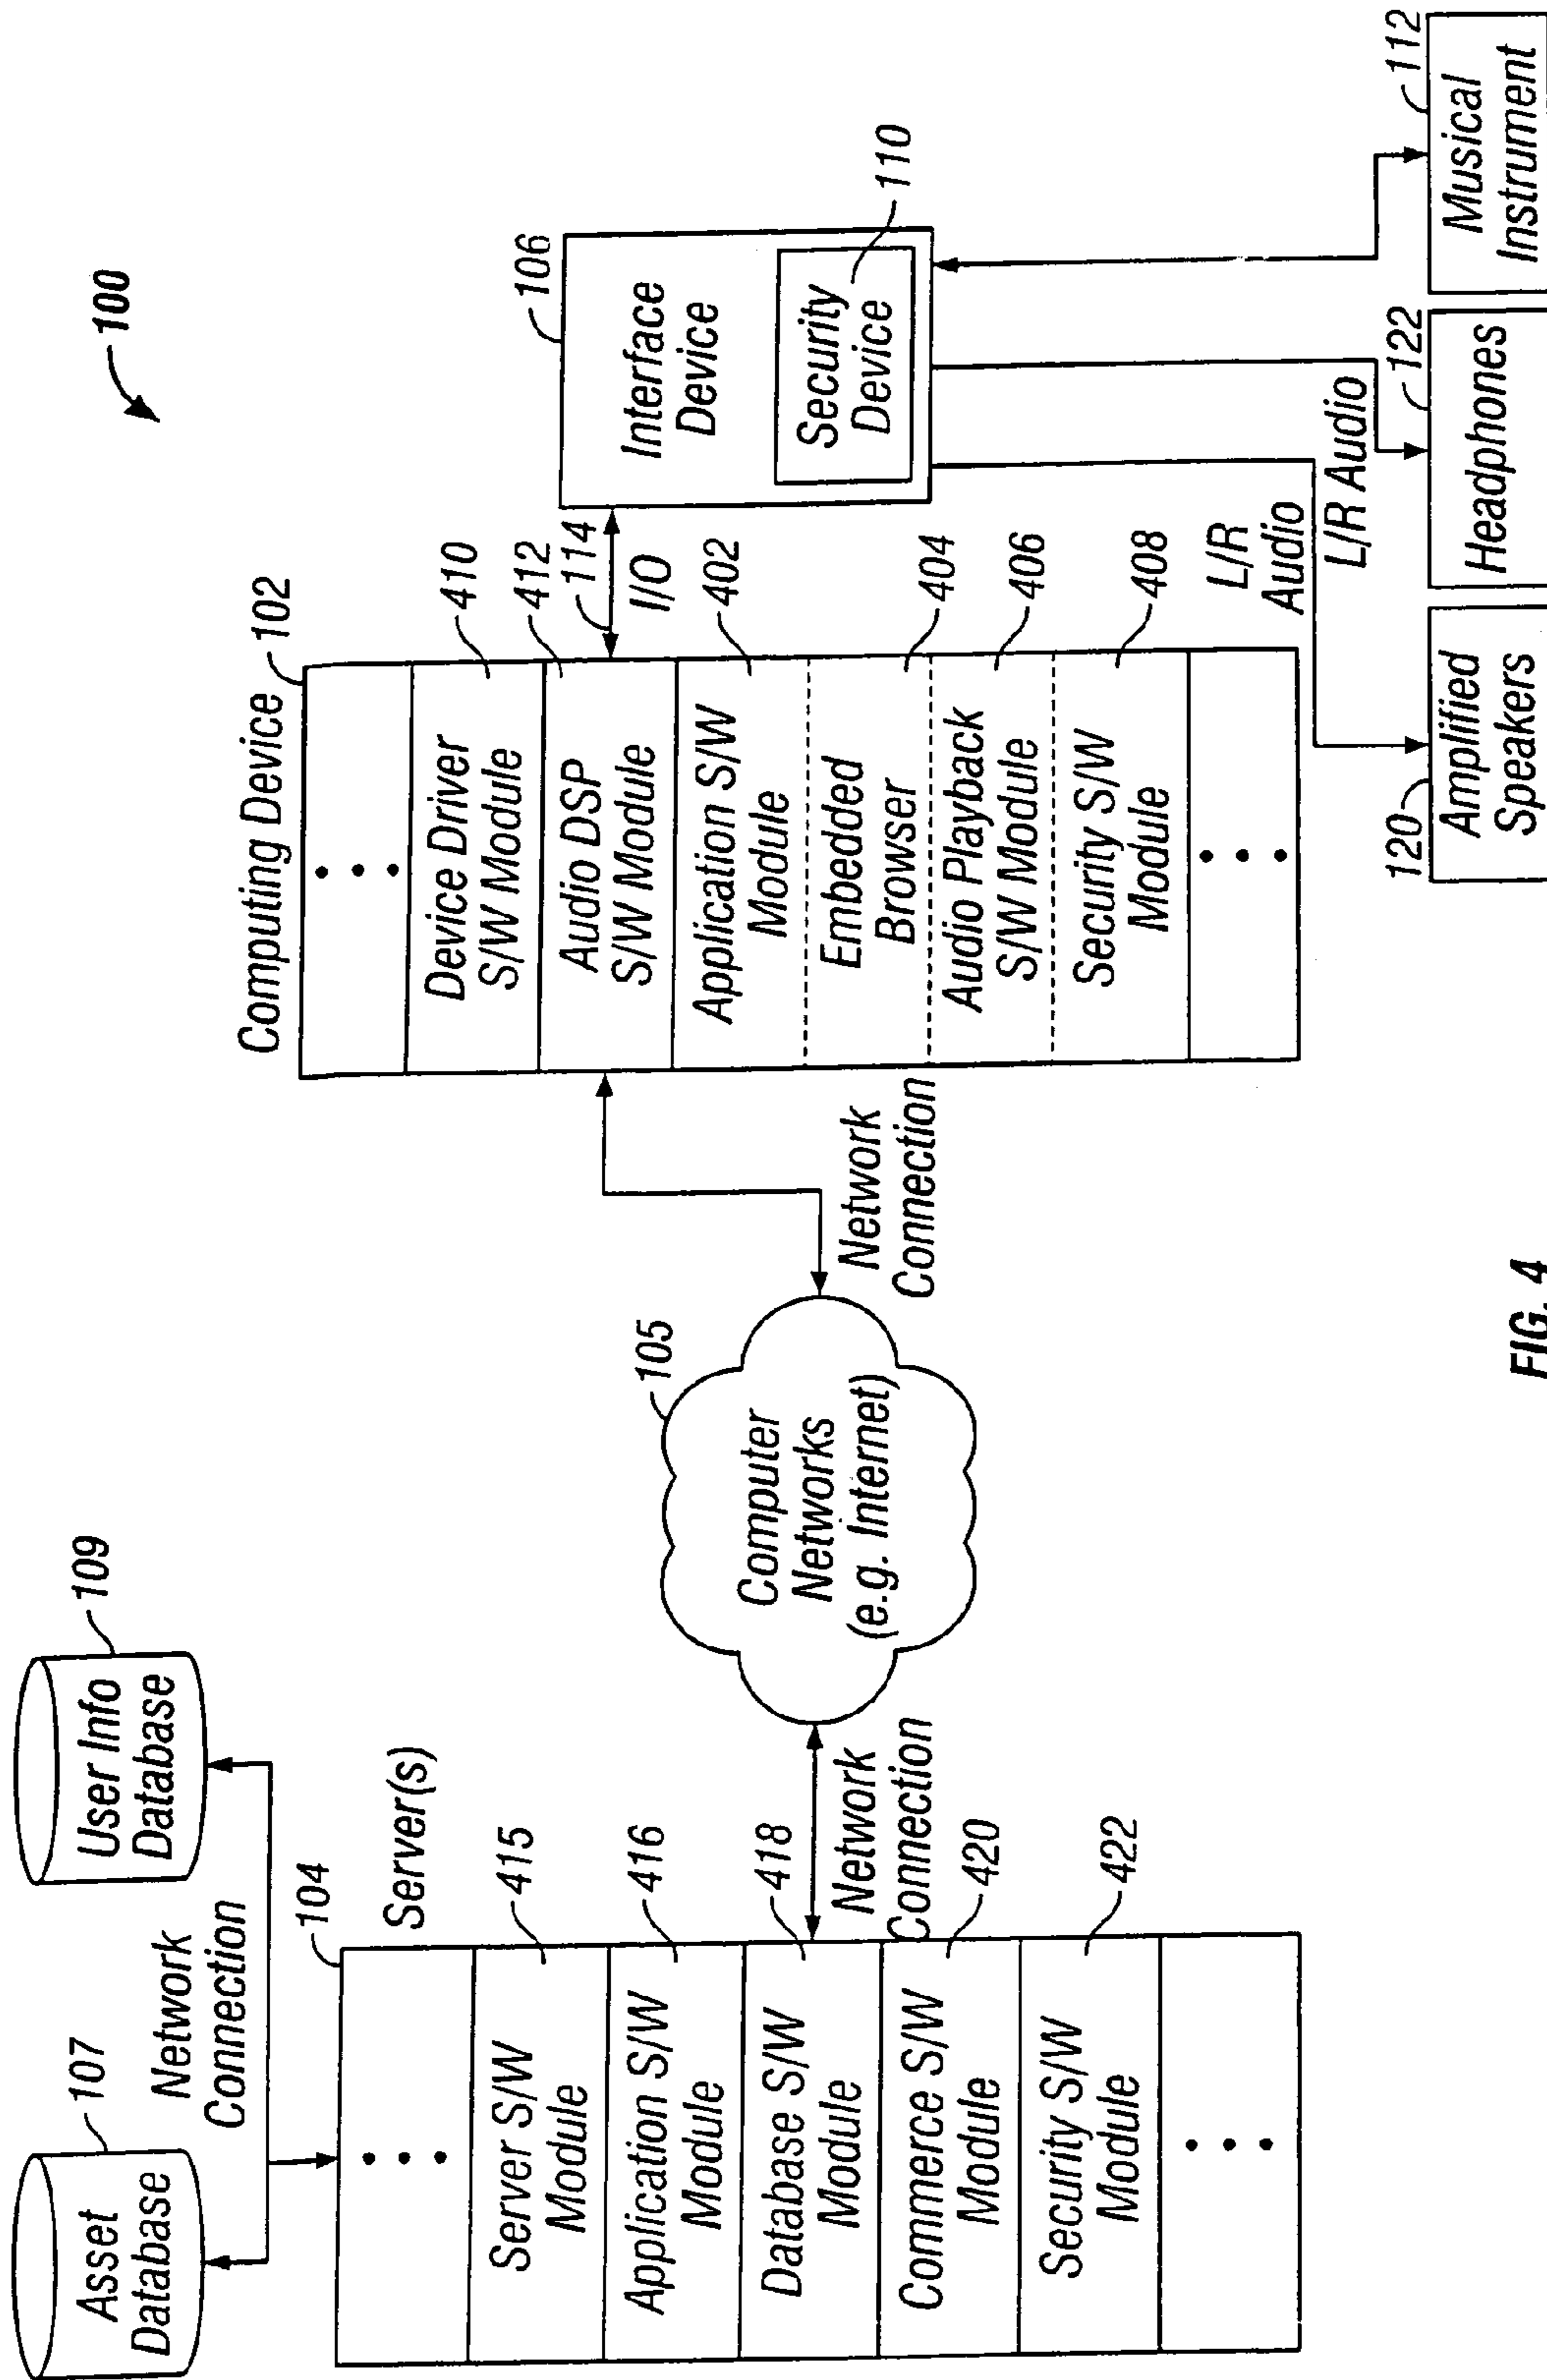 100
Asset
Database
107
Network
Connection
User Info
Database
109
104
Server(s)
Server S/W
Module
415
Application S/W
Module
416
Database S/W
Module
418
Commerce S/W
Module
420
Security S/W
Module
422
Network
Connection
105
Computer
Networks
(e.g. Internet)
Network
Connection
Computing Device
102
Device Driver
S/W Module
410
Audio DSP
S/W Module
412
Application S/W
Module
402
Embedded
Browser
404
Audio Playback
S/W Module
406
Security S/W
Module
408
114
I/O
106
Interface
Device
Security
Device
110
L/R
Audio
L/R Audio
120
Amplified
Speakers
122
Headphones
112
Musical
Instrument
FIG. 4